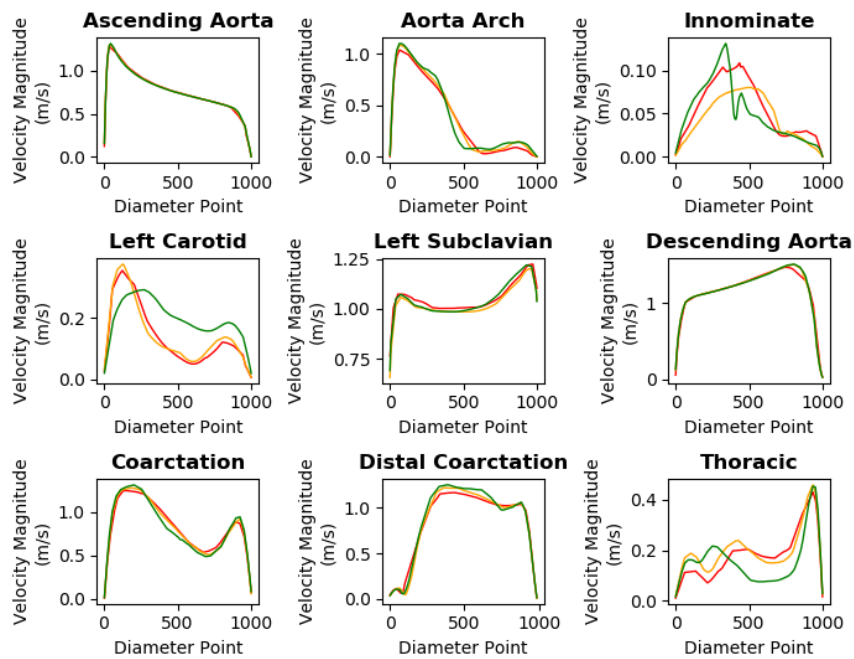 Ascending Aorta
Velocity Magnitude
(m/s)
1.0
0.5
0.0
0 500 1000
Diameter Point
Aorta Arch
Velocity Magnitude
(m/s)
1.0
0.5
0.0
0 500 1000
Diameter Point
Innominate
Velocity Magnitude
(m/s)
0.10
0.05
0.00
0 500 1000
Diameter Point
Left Carotid
Velocity Magnitude
(m/s)
0.2
0.0
0 500 1000
Diameter Point
Left Subclavian
Velocity Magnitude
(m/s)
1.25
1.00
0.75
0 500 1000
Diameter Point
Descending Aorta
Velocity Magnitude
(m/s)
1
0
0 500 1000
Diameter Point
Coarctation
Velocity Magnitude
(m/s)
1.0
0.5
0.0
0 500 1000
Diameter Point
Distal Coarctation
Velocity Magnitude
(m/s)
1.0
0.5
0.0
0 500 1000
Diameter Point
Thoracic
Velocity Magnitude
(m/s)
0.4
0.2
0.0
0 500 1000
Diameter Point